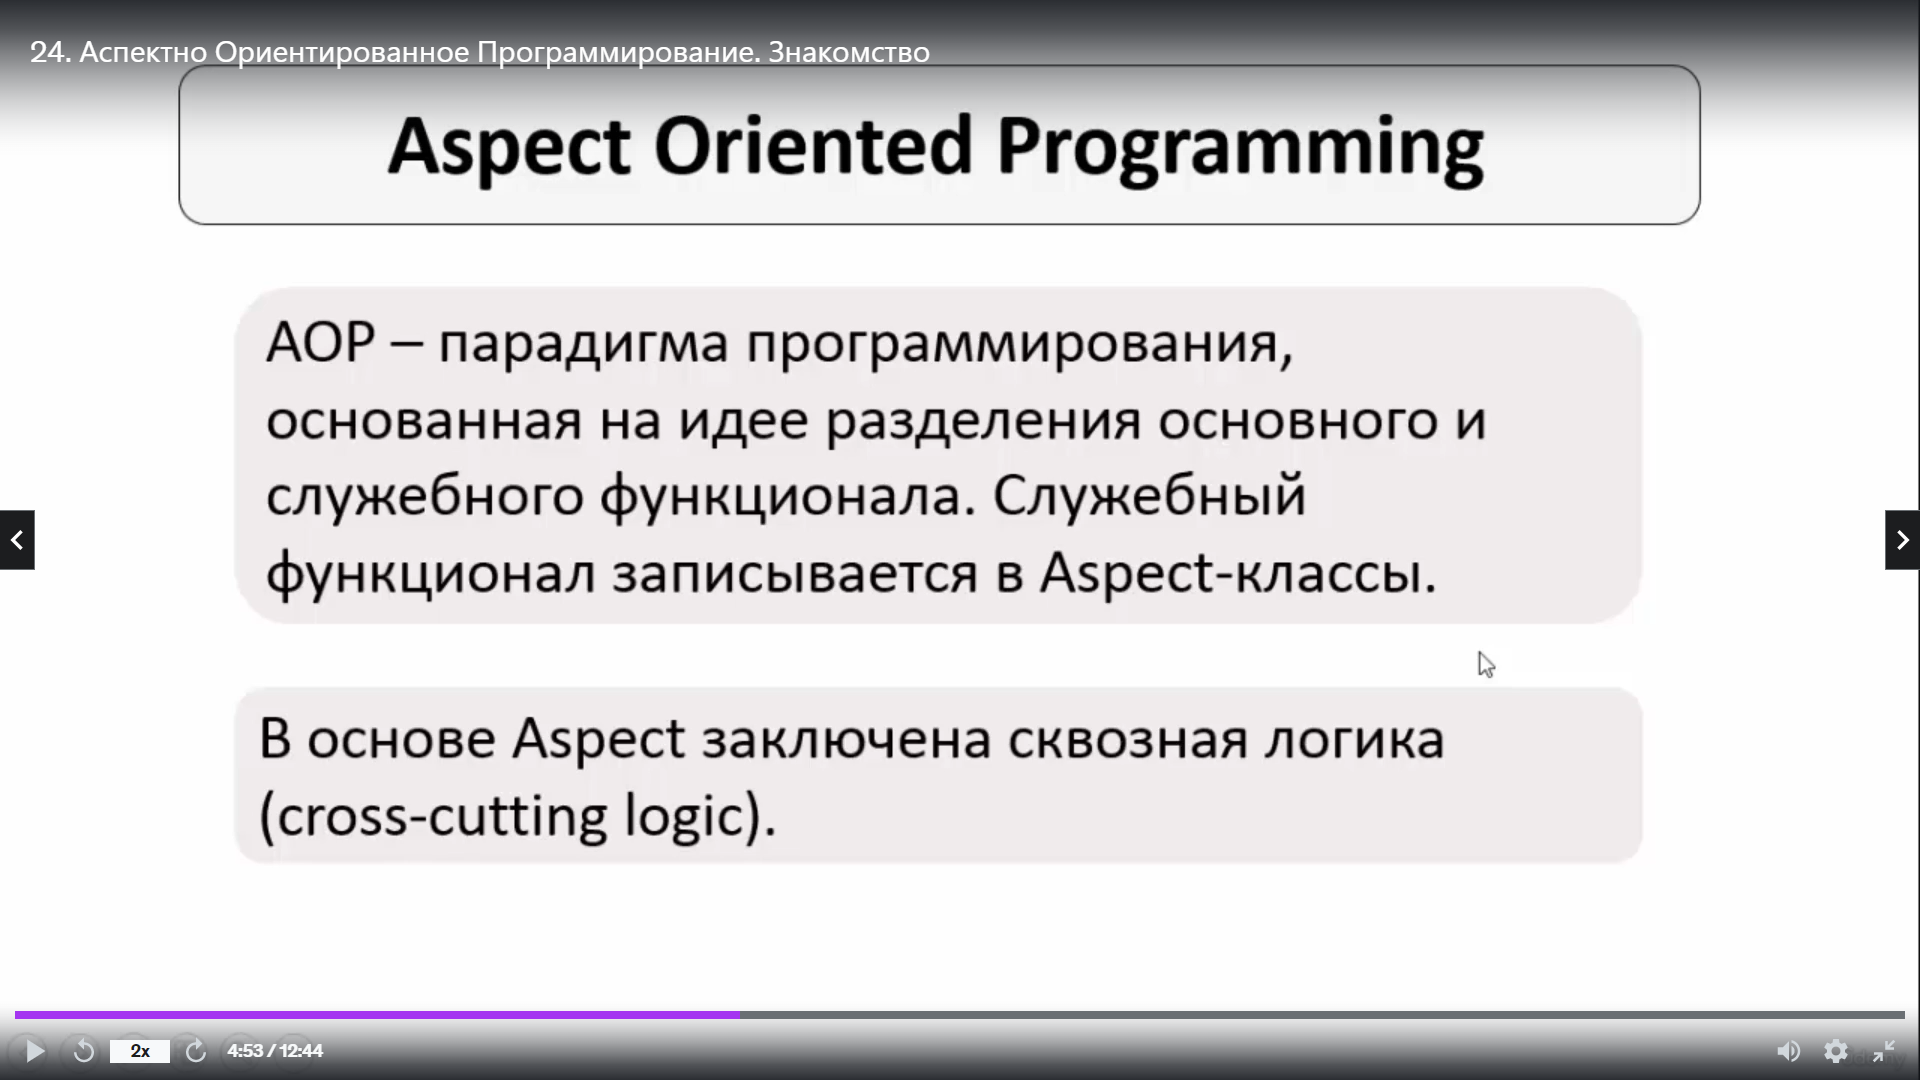 24. Аспектно Ориентированное Программирование. Знакомство
Aspect Oriented Programming
AOP – парадигма программирования,
основанная на идее разделения основного и
служебного функционала. Служебный
функционал записывается в Aspect-классы.
В основе Aspect заключена сквозная логика
(cross-cutting logic).
2x
4:53 / 12:44